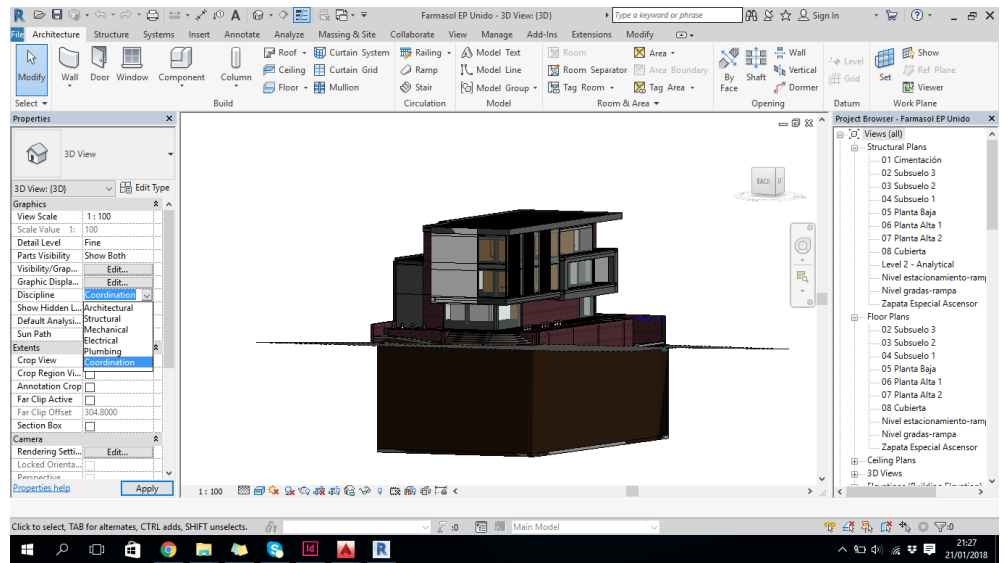 Farmasol EP Unido - 3D View: {3D}
Type a keyword or phrase
Sign In
File Architecture Structure Systems Insert Annotate Analyze Massing & Site Collaborate View Manage Add-Ins Extensions Modify
Modify
Wall
Door
Window
Component
Column
Roof
Ceiling
Floor
Curtain System
Curtain Grid
Mullion
Railing
Ramp
Stair
Model Text
Model Line
Model Group
Room
Room Separator
Tag Room
Area
Area Boundary
Tag Area
By Face
Shaft
Wall
Vertical
Dormer
Level
Grid
Set
Show
Ref Plane
Viewer
Select
Build
Circulation
Model
Room & Area
Opening
Datum
Work Plane
Properties
3D View
3D View: {3D}
Edit Type
Graphics
View Scale 1 : 100
Scale Value 1: 100
Detail Level Fine
Parts Visibility Show Both
Visibility/Grap... Edit...
Graphic Displa... Edit...
Discipline Coordination
Show Hidden L...
Default Analysi...
Sun Path
Architectural
Structural
Mechanical
Electrical
Plumbing
Coordination
Extents
Crop View
Crop Region Vi...
Annotation Crop
Far Clip Active
Far Clip Offset 304.8000
Section Box
Camera
Rendering Setti... Edit...
Locked Orienta...
Perspective
Properties help
Apply
BACK
1 : 100
Project Browser - Farmasol EP Unido
Views (all)
Structural Plans
01 Cimentación
02 Subsuelo 3
03 Subsuelo 2
04 Subsuelo 1
05 Planta Baja
06 Planta Alta 1
07 Planta Alta 2
08 Cubierta
Level 2 - Analytical
Nivel estacionamiento-ram
Nivel gradas-rampa
Zapata Especial Ascensor
Floor Plans
02 Subsuelo 3
03 Subsuelo 2
04 Subsuelo 1
05 Planta Baja
06 Planta Alta 1
07 Planta Alta 2
08 Cubierta
Nivel estacionamiento-ram
Nivel gradas-rampa
Zapata Especial Ascensor
Ceiling Plans
3D Views
Elevations (Building Elevation)
Click to select, TAB for alternates, CTRL adds, SHIFT unselects.
:0
Main Model
:0
21:27
21/01/2018